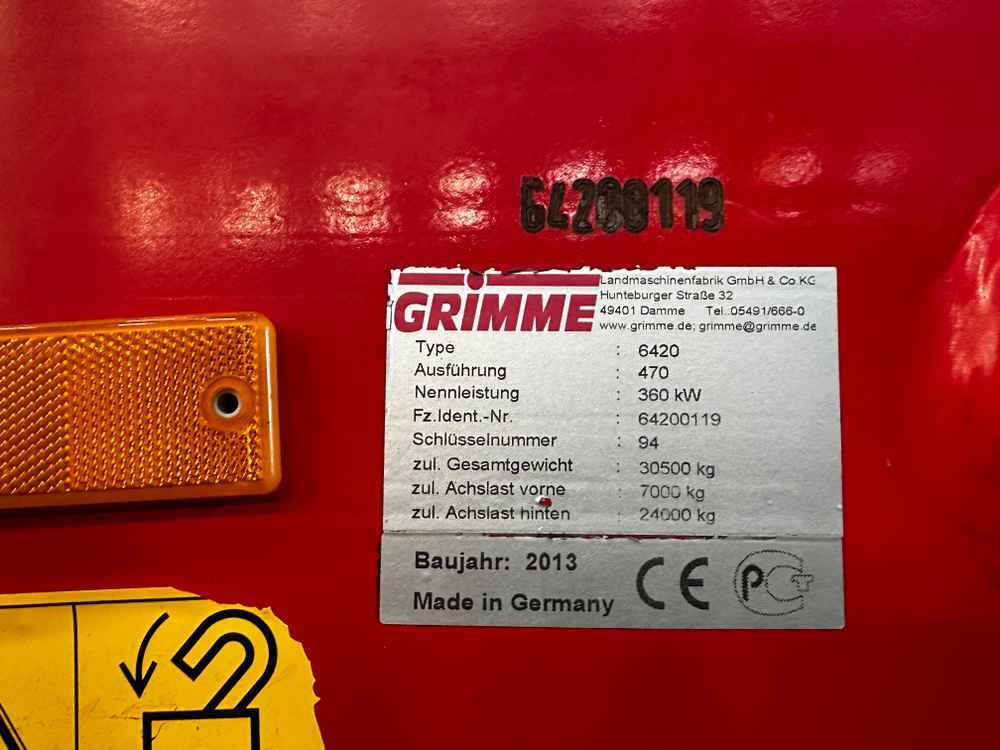 64200119
GRIMME
Landmaschinenfabrik GmbH & Co.KG
Hunteburger Straße 32
49401 Damme Tel.:05491/666-0
www.grimme.de; grimme@grimme.de
Type : 6420
Ausführung : 470
Nennleistung : 360 kW
Fz.Ident.-Nr. : 64200119
Schlüsselnummer : 94
zul. Gesamtgewicht : 30500 kg
zul. Achslast vorne : 7000 kg
zul. Achslast hinten : 24000 kg
Baujahr: 2013
Made in Germany
CE
PCT